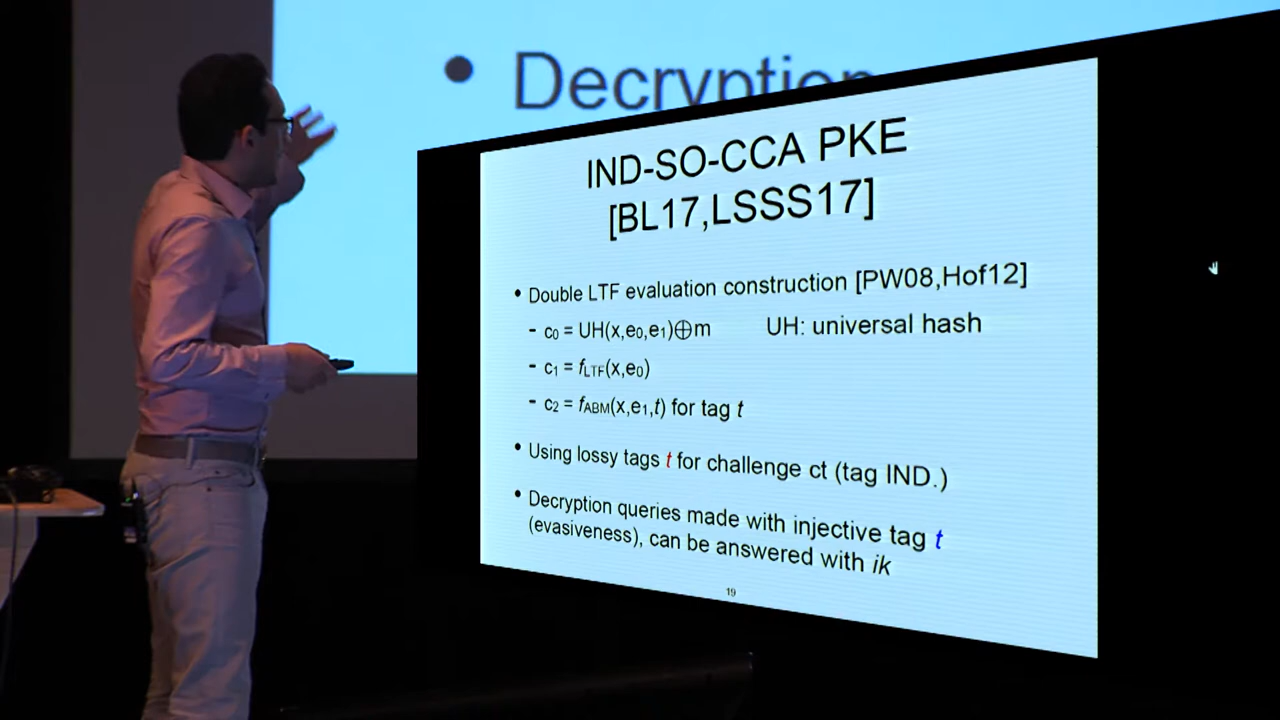 • Decryption
IND-SO-CCA PKE
[BL17,LSSS17]
• Double LTF evaluation construction [PW08,Hof12]
- c₀ = UH(x,e₀,e₁)⊕m UH: universal hash
- c₁ = fLTF(x,e₀)
- c₂ = fABM(x,e₁,t) for tag t
• Using lossy tags t for challenge ct (tag IND.)
• Decryption queries made with injective tag t
(evasiveness), can be answered with ik
19